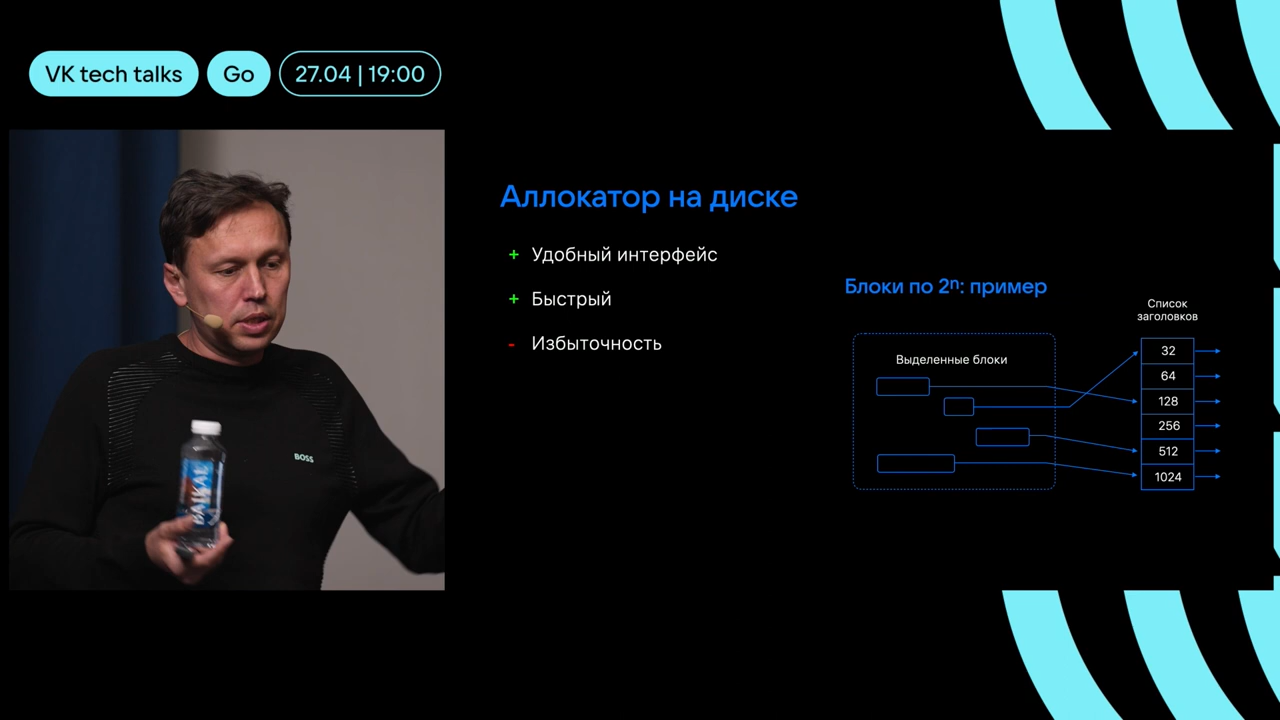 VK tech talks
Go
27.04 | 19:00
Аллокатор на диске
+ Удобный интерфейс
+ Быстрый
- Избыточность
Блоки по 2ⁿ: пример
Список
заголовков
Выделенные блоки
32
64
128
256
512
1024
BOSS
BAIKAL